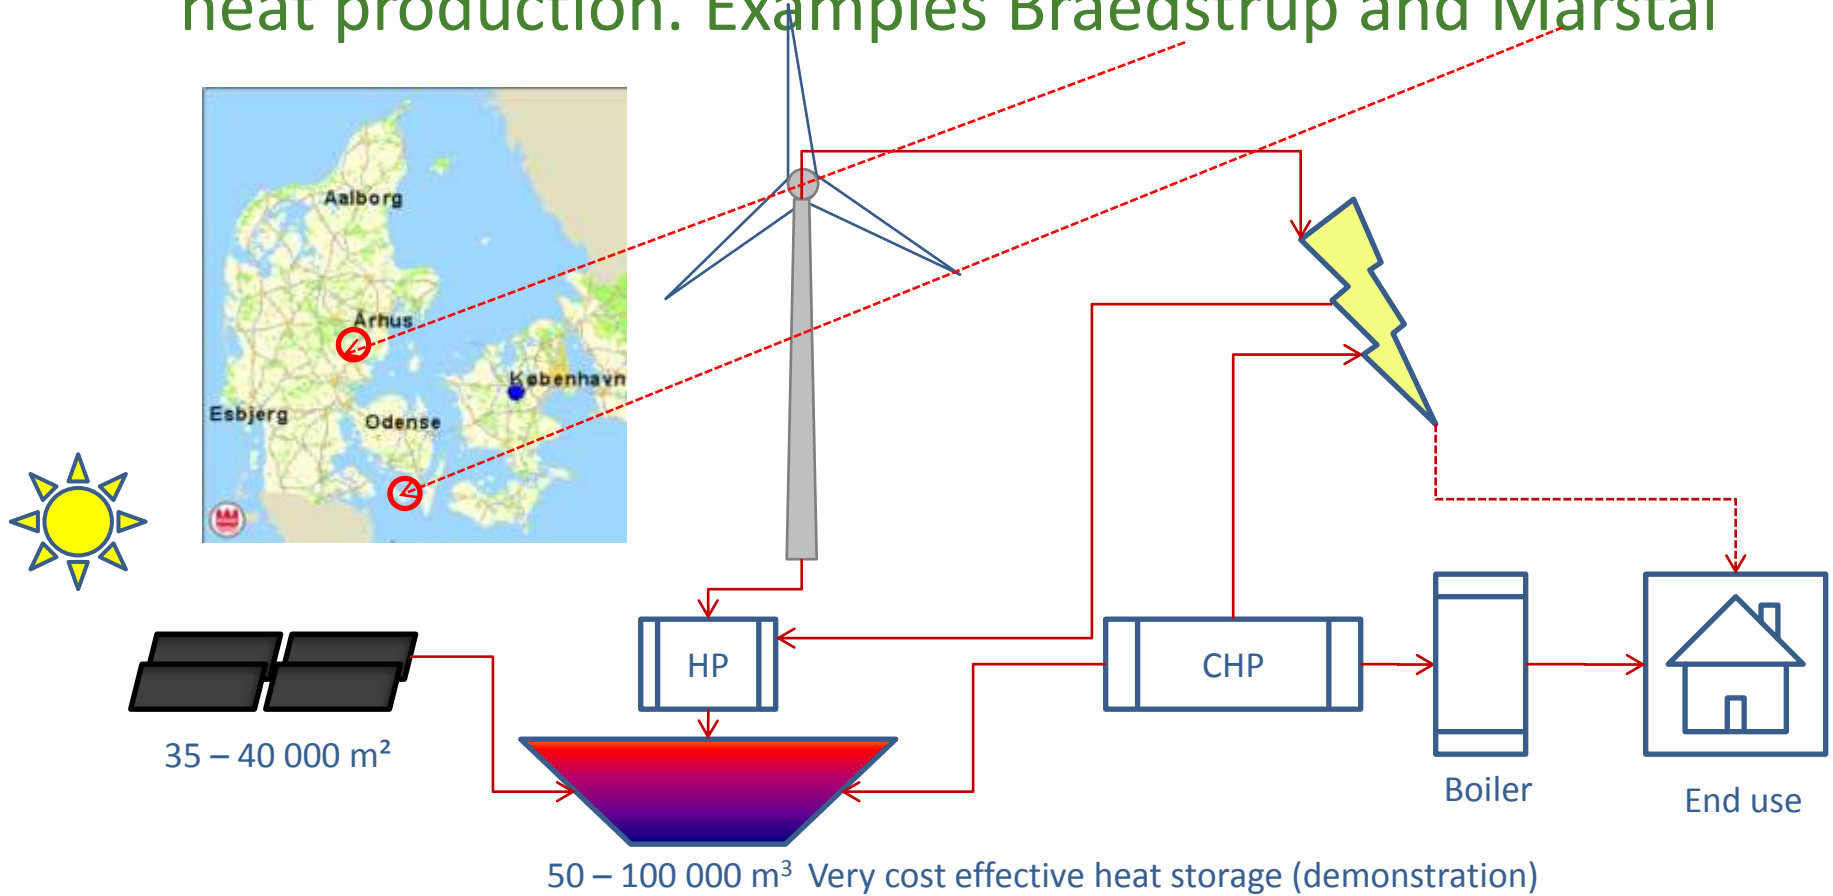 heat production. Examples Braedstrup and Marstal
Aalborg
Århus
København
Esbjerg
Odense
HP
CHP
35 – 40 000 m²
Boiler
End use
50 – 100 000 m³ Very cost effective heat storage (demonstration)